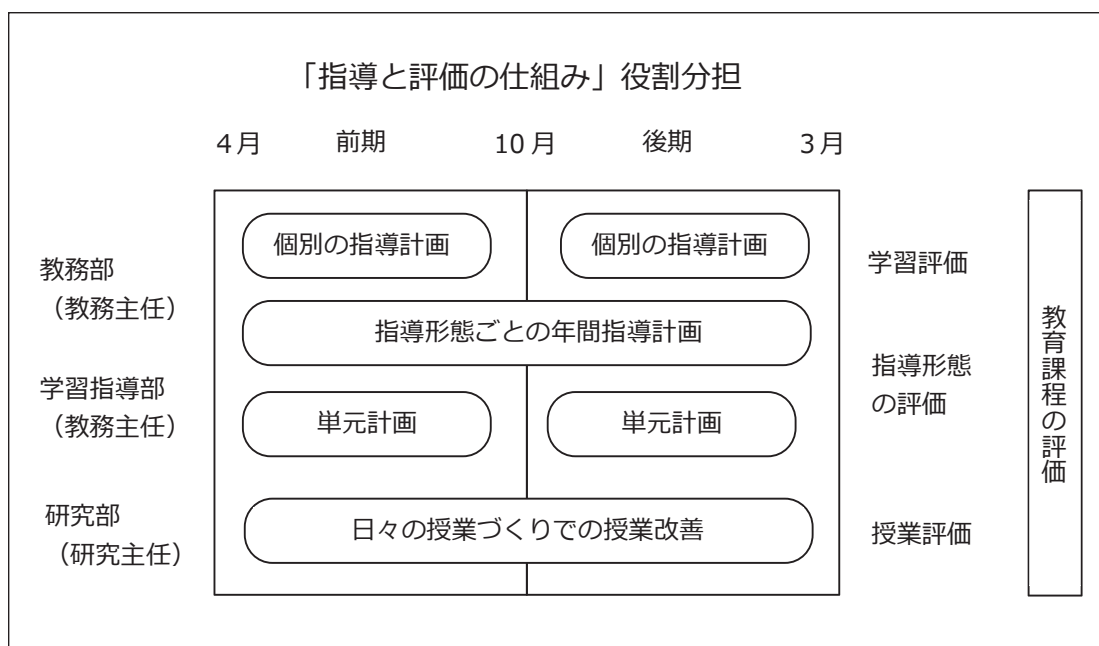 「指導と評価の仕組み」役割分担
4月 前期 10月 後期 3月
教務部
（教務主任）
学習指導部
（教務主任）
研究部
（研究主任）
個別の指導計画 個別の指導計画
指導形態ごとの年間指導計画
単元計画 単元計画
日々の授業づくりでの授業改善
学習評価
指導形態
の評価
授業評価
教育課程の評価